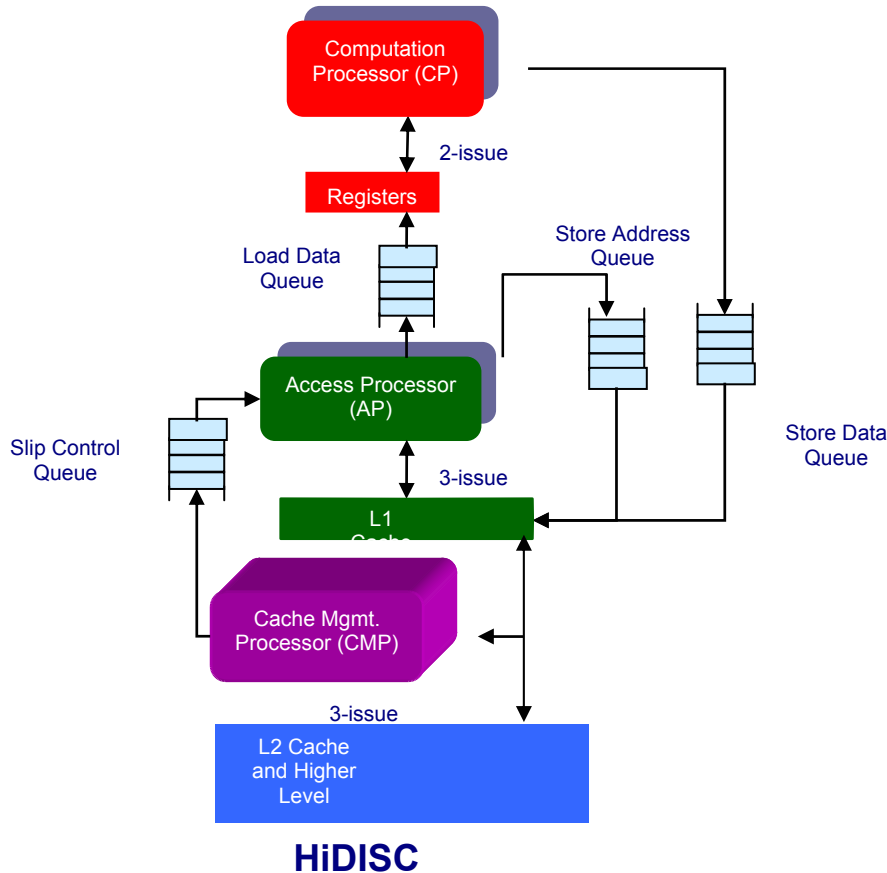 Computation
Processor (CP)
2-issue
Registers
Load Data
Queue
Store Address
Queue
Access Processor
(AP)
Slip Control
Queue
Store Data
Queue
3-issue
L1
Cache
Cache Mgmt.
Processor (CMP)
3-issue
L2 Cache
and Higher
Level
HiDISC